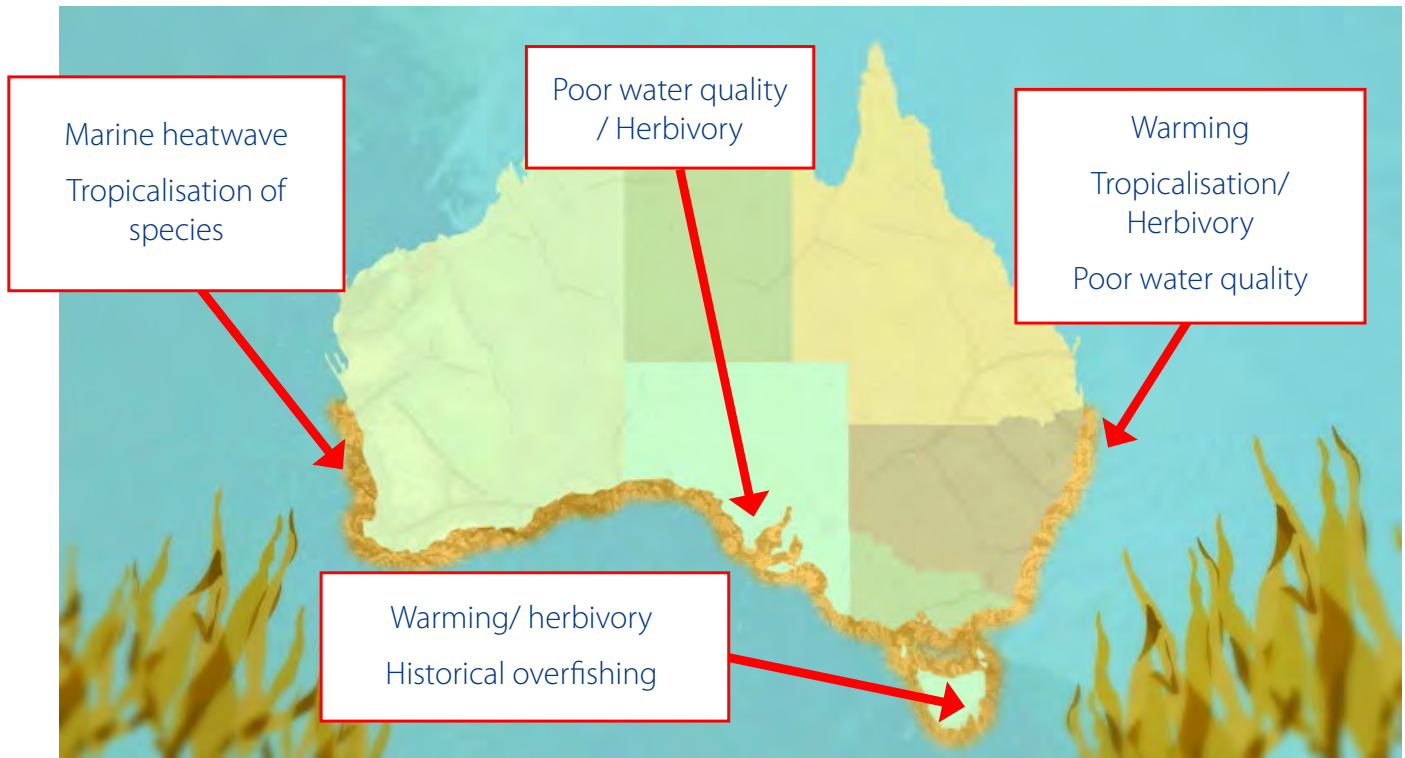 Marine heatwave
Tropicalisation of
species
Poor water quality
/ Herbivory
Warming
Tropicalisation/
Herbivory
Poor water quality
Warming/ herbivory
Historical overfishing